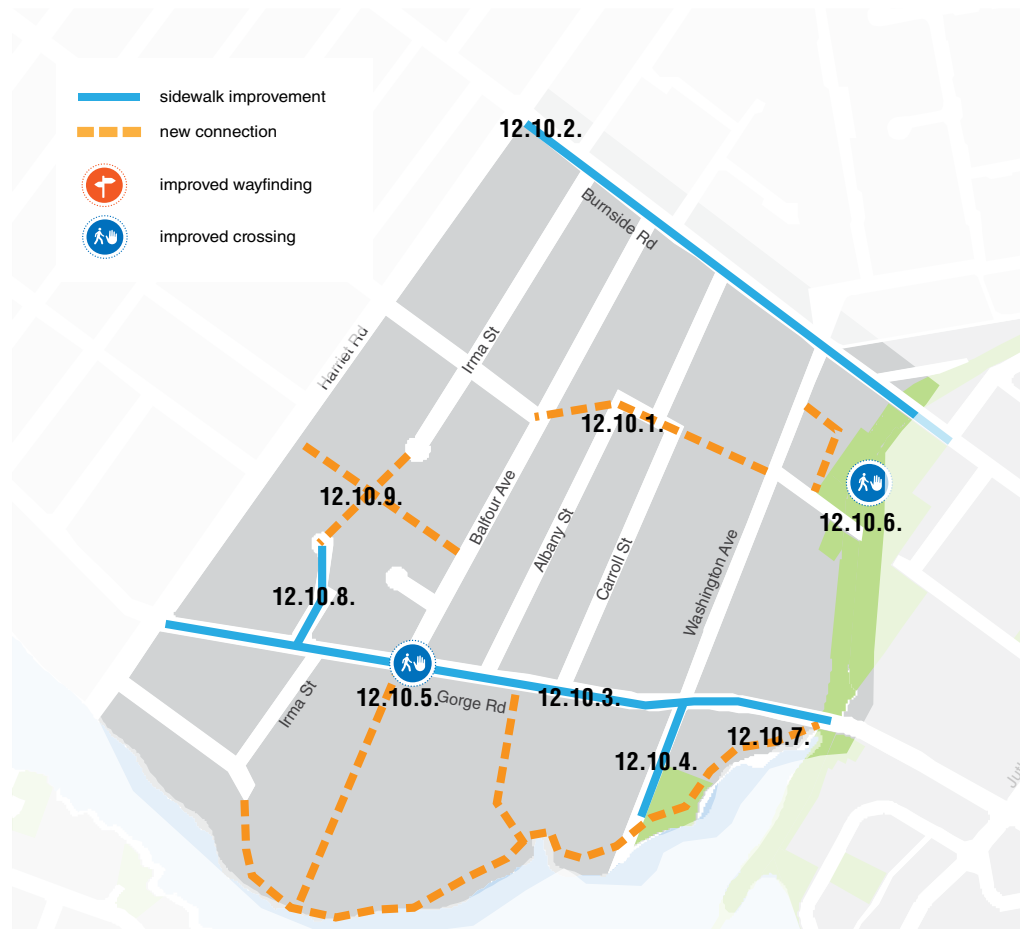 sidewalk improvement
new connection
improved wayfinding
improved crossing
12.10.2.
Burnside Rd
Harriet Rd
Irma St
12.10.1.
12.10.9.
Balfour Ave
12.10.6.
Albany St
Carroll St
Washington Ave
12.10.8.
12.10.5.
Gorge Rd
12.10.3.
Irma St
12.10.7.
12.10.4.